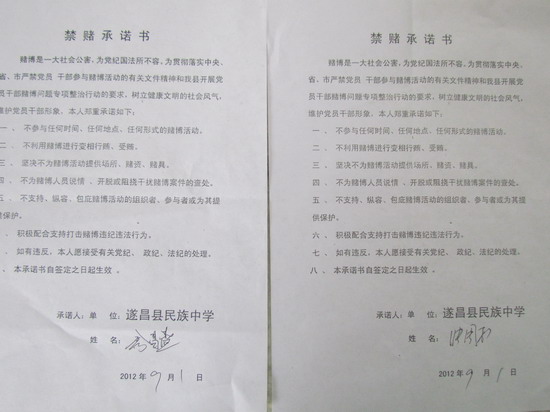 禁赌承诺书
赌博是一大社会公害,为党纪国法所不容,为贯彻落实中央、
省、市严禁党员 干部参与赌博活动的有关文件精神和我县开展党
员干部赌博问题专项整治行动的要求,树立健康文明的社会风气,
维护党员干部形象,本人郑重承诺如下:
一、 不参与任何时间、任何地点、任何形式的赌博活动。
二、 不利用赌博进行变相行贿、受贿。
三、 坚决不为赌博活动提供场所、赌资、赌具。
四、 不为赌博人员说情 、开脱或阻挠干扰赌博案件的查处。
、 不支持、纵容、包庇赌博活动的组织者、参与者或为其提
供保护。
、 积极配合支持打击赌博违纪违法行为。
、 如有违反,本人愿接受有关党纪、 政纪、法纪的处理。
、 本承诺书自签定之日起生效 。
承诺人:单 位:遂昌县民族中学
姓 名:
2012 年 9 月 1 日
禁赌承诺书
赌博是一大社会公害,为党纪国法所不容,为贯彻落实中央、
省、市严禁党员 干部参与赌博活动的有关文件精神和我县开展党
员干部赌博问题专项整治行动的要求,树立健康文明的社会风气,
维护党员干部形象,本人郑重承诺如下:
一、 不参与任何时间、任何地点、任何形式的赌博活动。
二、 不利用赌博进行变相行贿、受贿。
三、 坚决不为赌博活动提供场所、赌资、赌具。
四、 不为赌博人员说情 、开脱或阻挠干扰赌博案件的查处。
五、 不支持、纵容、包庇赌博活动的组织者、参与者或为其提
供保护。
六、 积极配合支持打击赌博违纪违法行为。
七、 如有违反,本人愿接受有关党纪、 政纪、法纪的处理。
八、 本承诺书自签定之日起生效 。
承诺人:单 位:遂昌县民族中学
姓 名:
2012 年 9 月 1 日